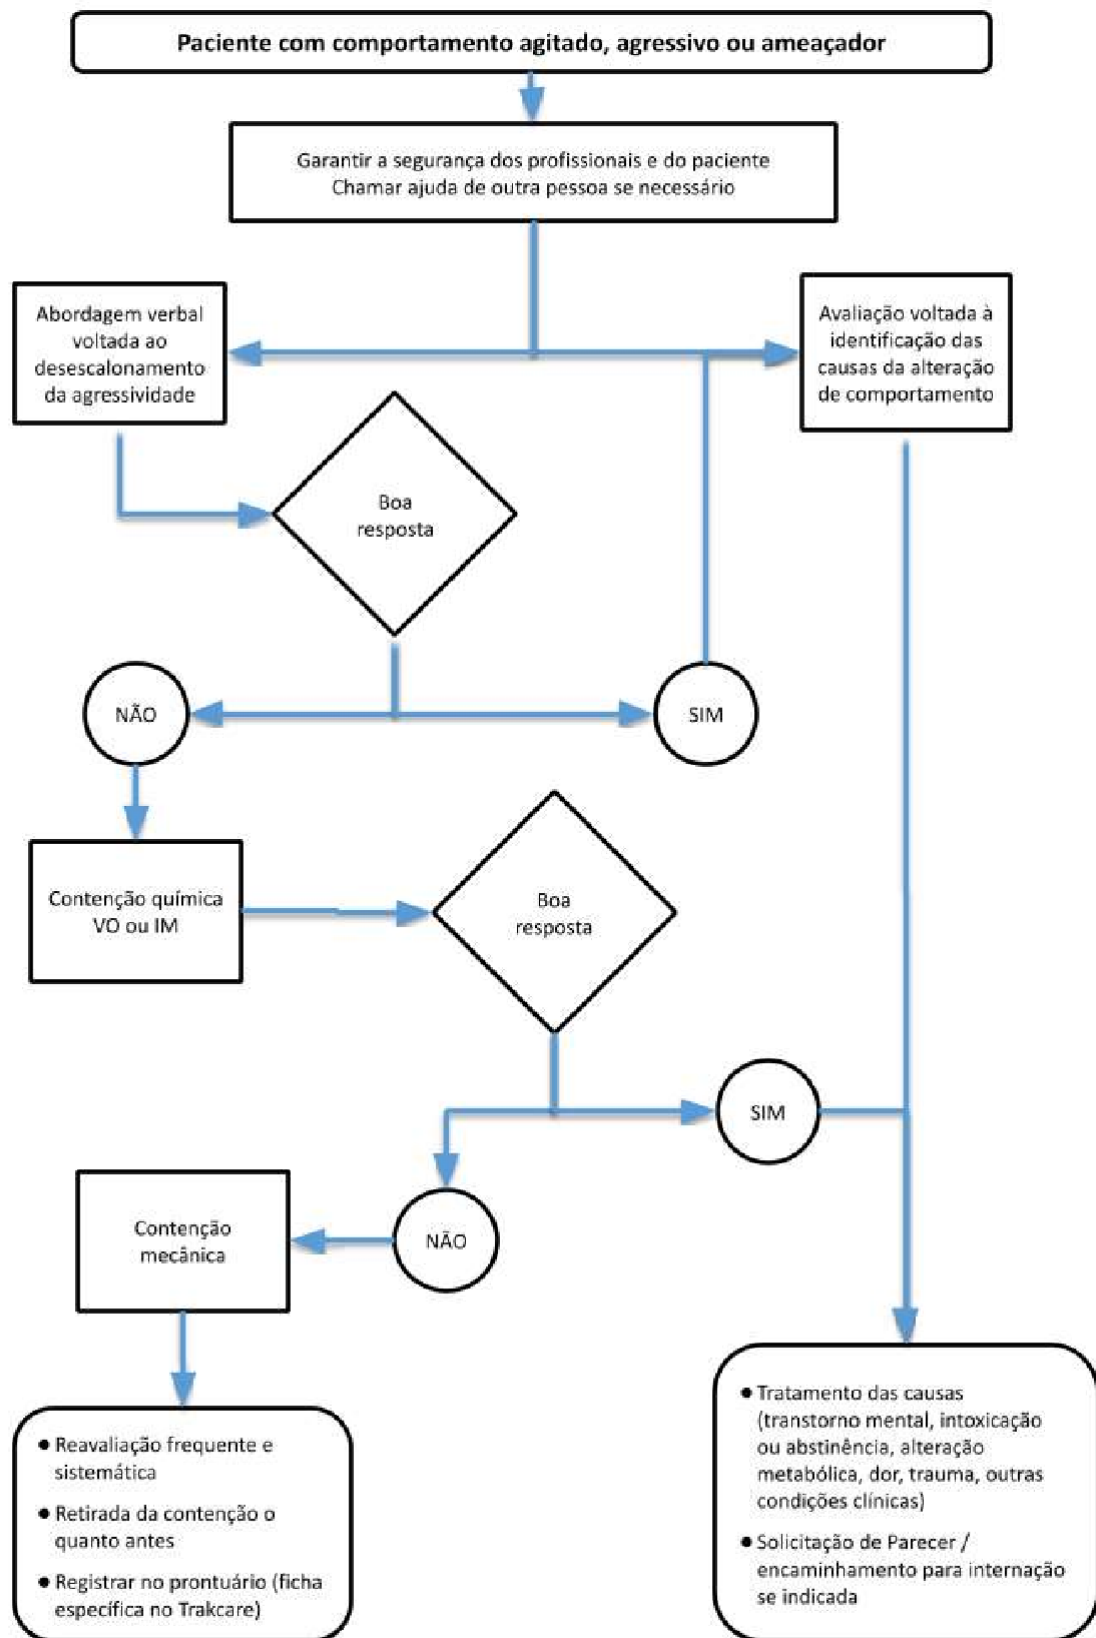 Paciente com comportamento agitado, agressivo ou ameaçador
Garantir a segurança dos profissionais e do paciente
Chamar ajuda de outra pessoa se necessário
Abordagem verbal
voltada ao
desescalonamento
da agressividade
Avaliação voltada à
identificação das
causas da alteração
de comportamento
Boa
resposta
NÃO
SIM
Contenção química
VO ou IM
Boa
resposta
SIM
NÃO
Contenção
mecânica
● Reavaliação frequente e
sistemática
● Retirada da contenção o
quanto antes
● Registrar no prontuário (ficha
específica no Trakcare)
● Tratamento das causas
(transtorno mental, intoxicação
ou abstinência, alteração
metabólica, dor, trauma, outras
condições clínicas)
● Solicitação de Parecer /
encaminhamento para internação
se indicada